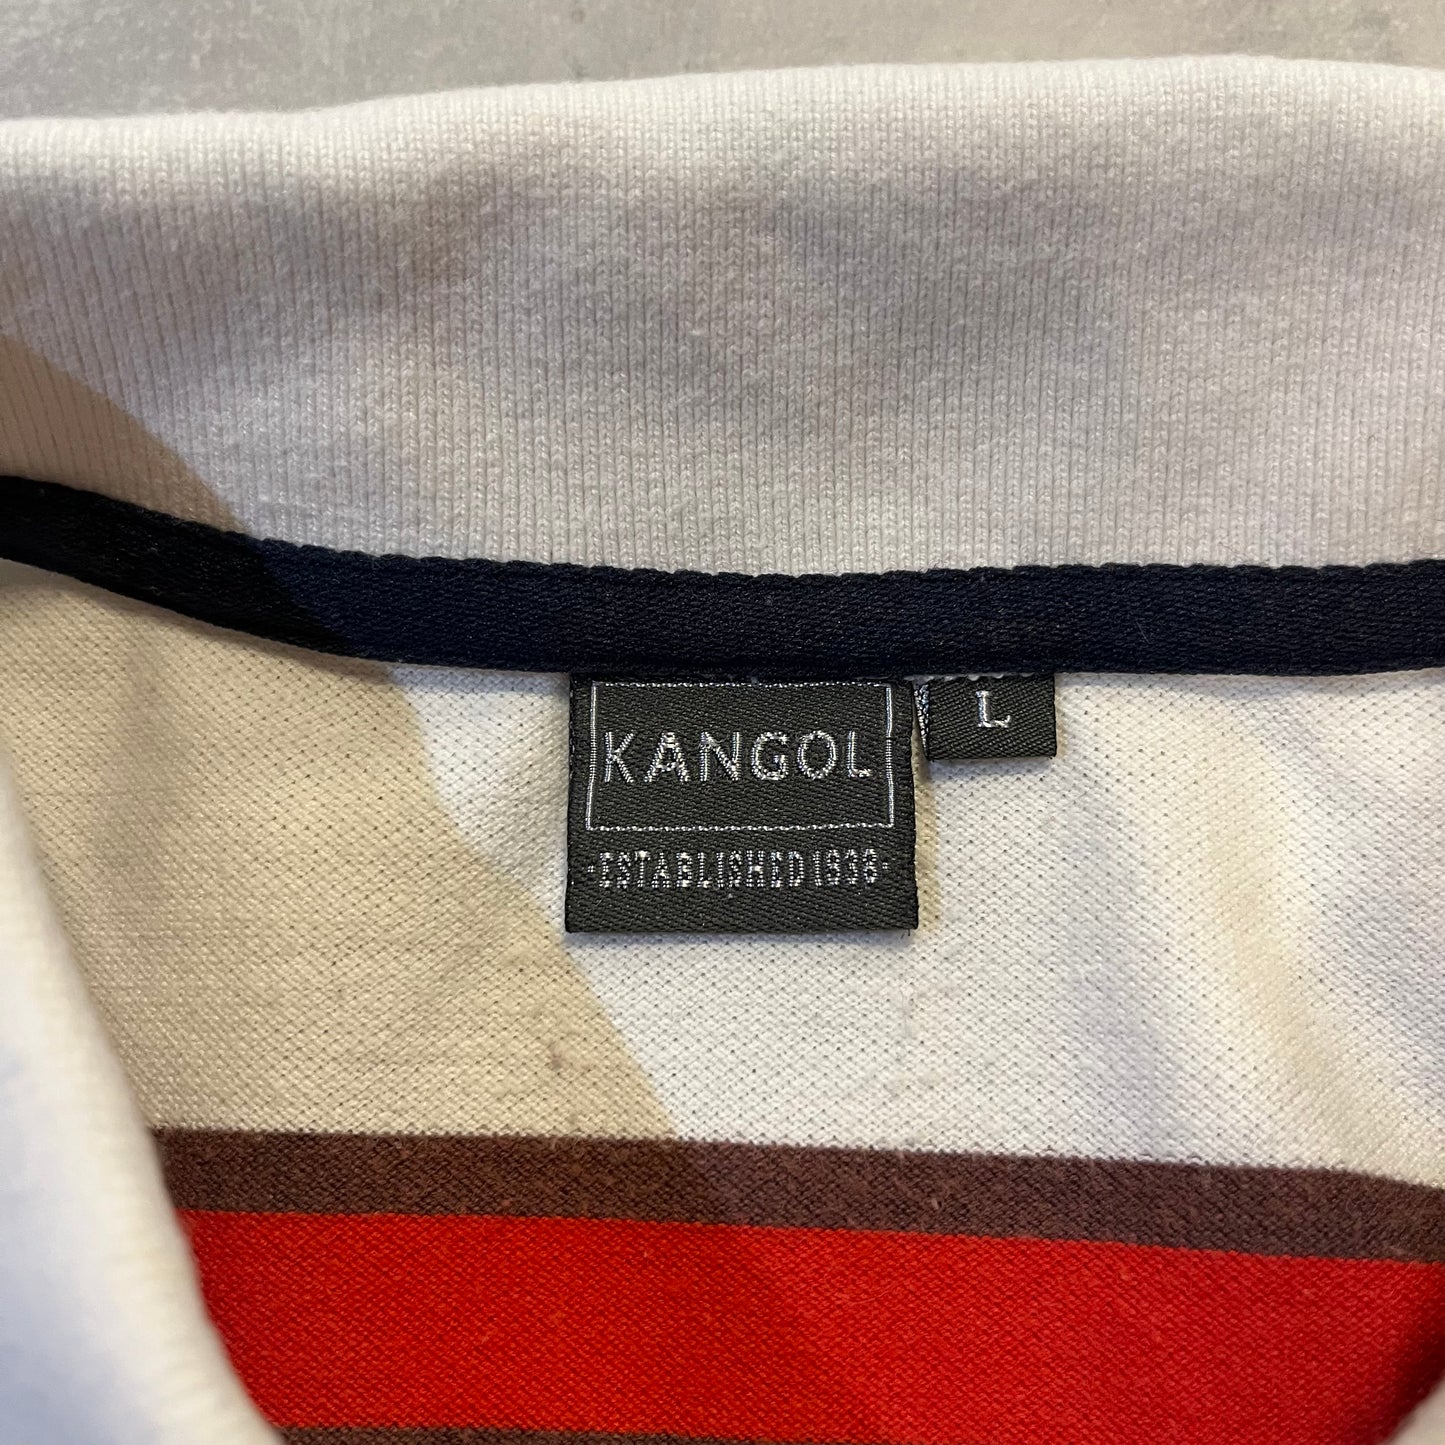 KANGOL
L
·ESTABLISHED 1938·